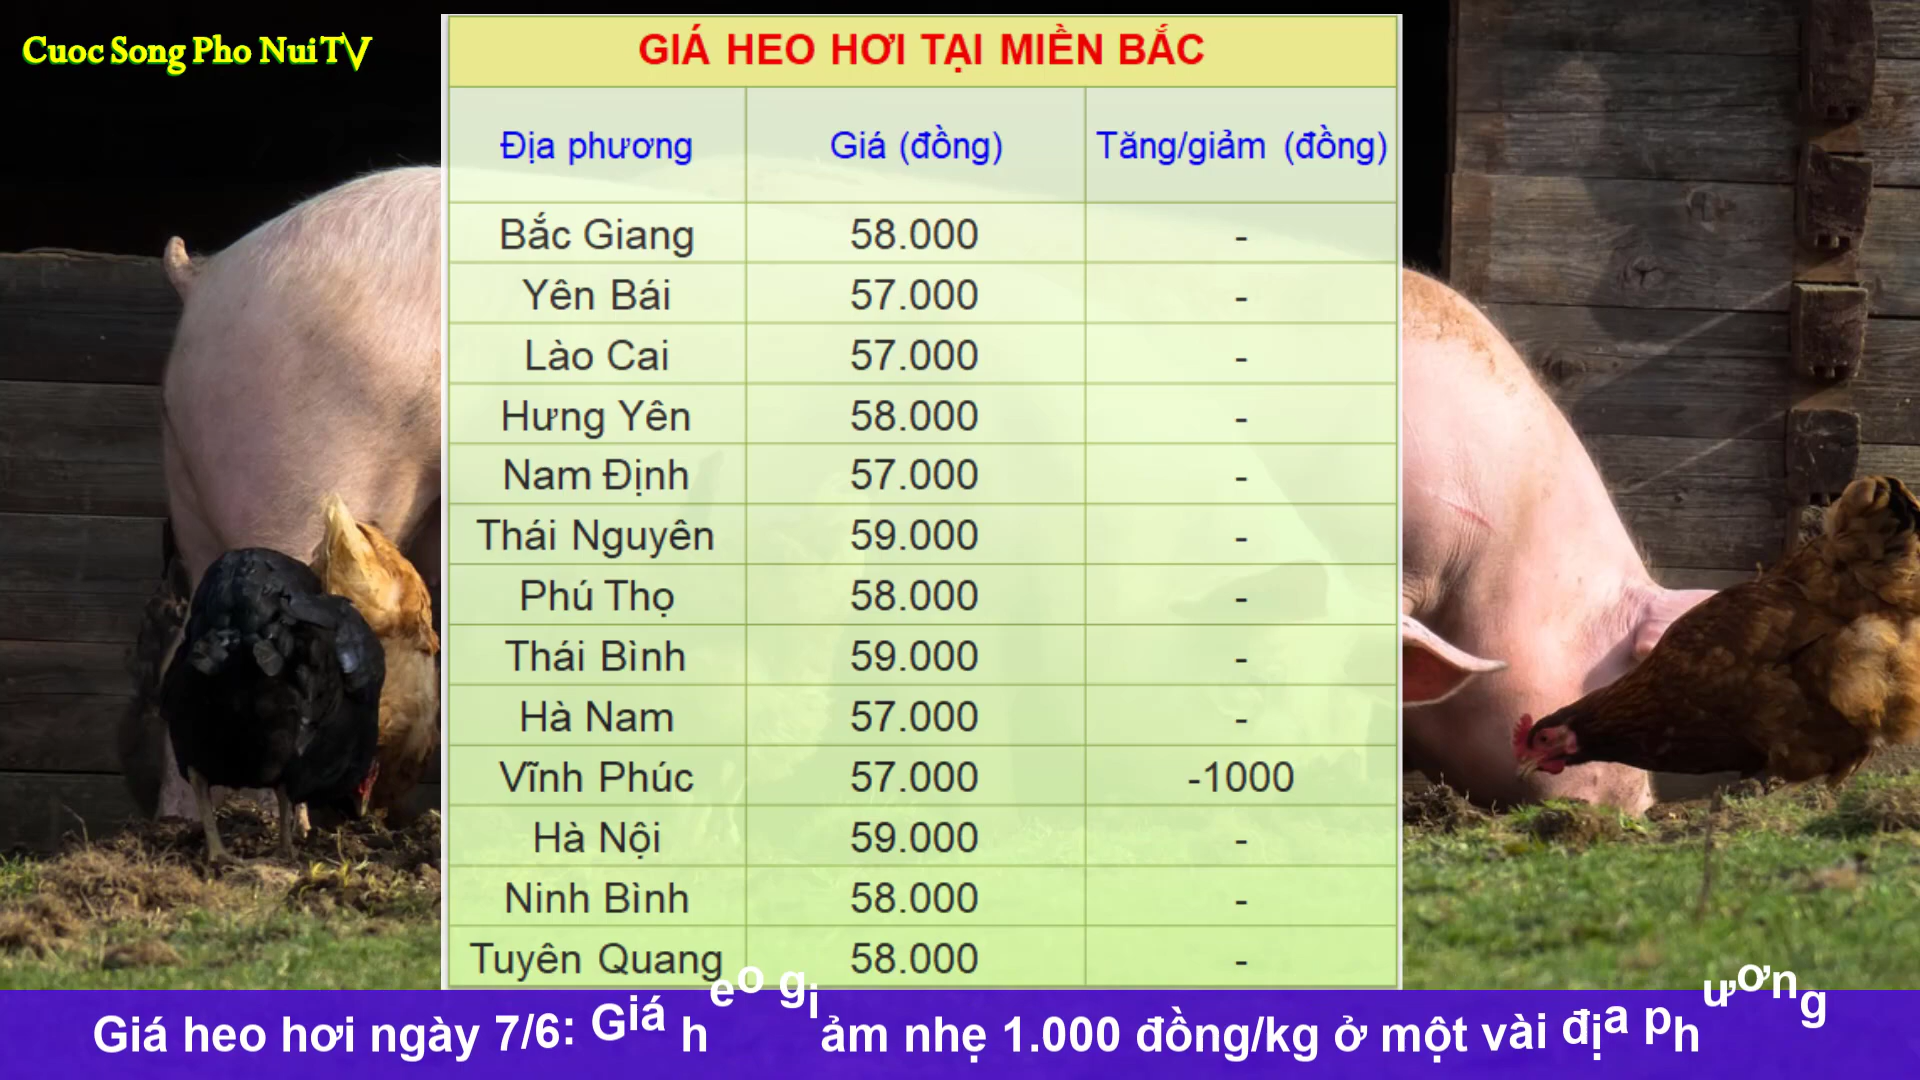 Cuoc Song Pho Nui TV
GIÁ HEO HƠI TẠI MIỀN BẮC
Địa phương Giá (đồng) Tăng/giảm (đồng)
Bắc Giang 58.000 -
Yên Bái 57.000 -
Lào Cai 57.000 -
Hưng Yên 58.000 -
Nam Định 57.000 -
Thái Nguyên 59.000 -
Phú Thọ 58.000 -
Thái Bình 59.000 -
Hà Nam 57.000 -
Vĩnh Phúc 57.000 -1000
Hà Nội 59.000 -
Ninh Bình 58.000 -
Tuyên Quang 58.000 -
Giá heo hơi ngày 7/6: Giá heo giảm nhẹ 1.000 đồng/kg ở một vài địa phương